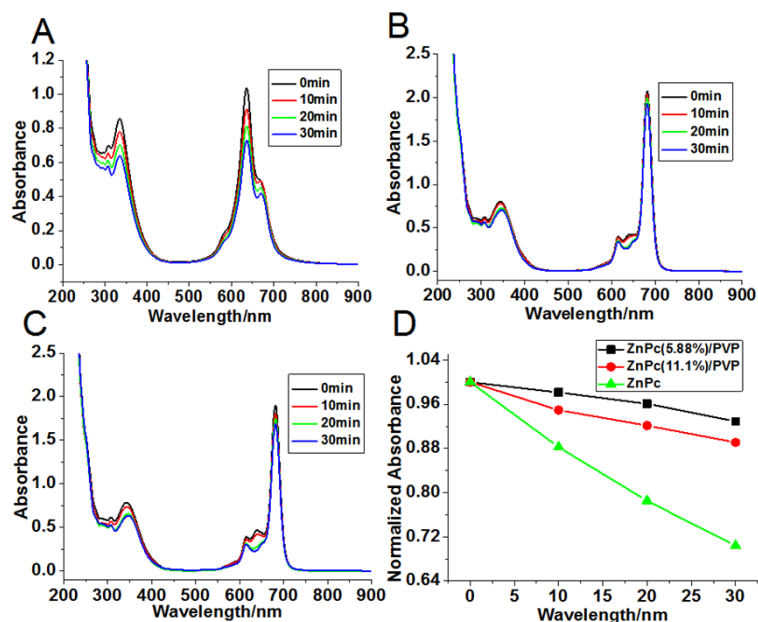 A
1.2
1.0
0.8
0.6
0.4
0.2
0.0
Absorbance
0min
10min
20min
30min
200 300 400 500 600 700 800 900
Wavelength/nm
B
2.5
2.0
1.5
1.0
0.5
0.0
Absorbance
0min
10min
20min
30min
200 300 400 500 600 700 800 900
Wavelength/nm
C
2.5
2.0
1.5
1.0
0.5
0.0
Absorbance
0min
10min
20min
30min
200 300 400 500 600 700 800 900
Wavelength/nm
D
1.04
0.96
0.88
0.80
0.72
0.64
Normalized Absorbance
ZnPc(5.88%)/PVP
ZnPc(11.1%)/PVP
ZnPc
0 5 10 15 20 25 30
Wavelength/nm